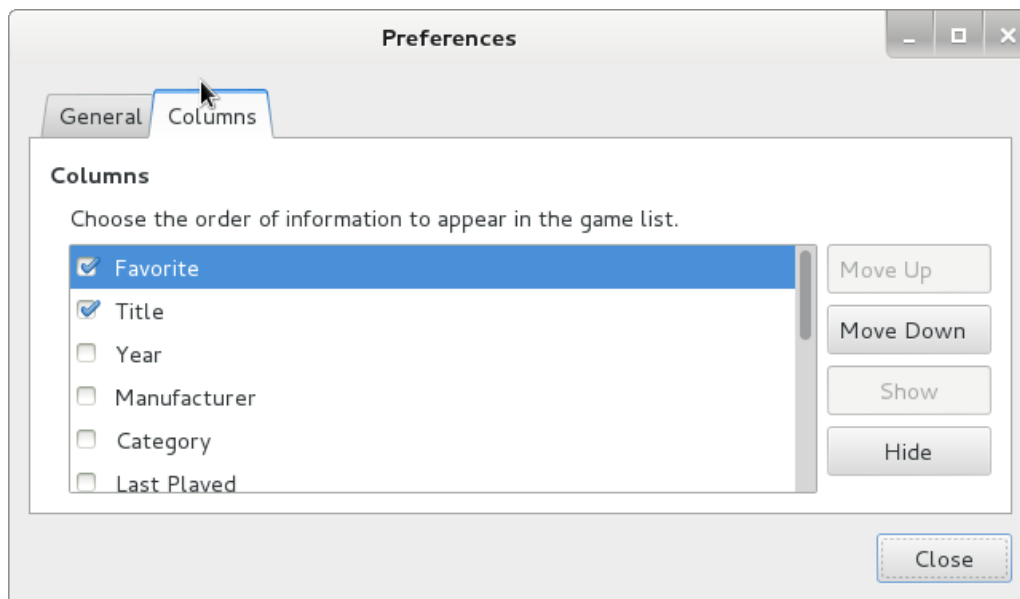 Preferences
General
Columns
Columns
Choose the order of information to appear in the game list.
Favorite
Title
Year
Manufacturer
Category
Last Played
Move Up
Move Down
Show
Hide
Close